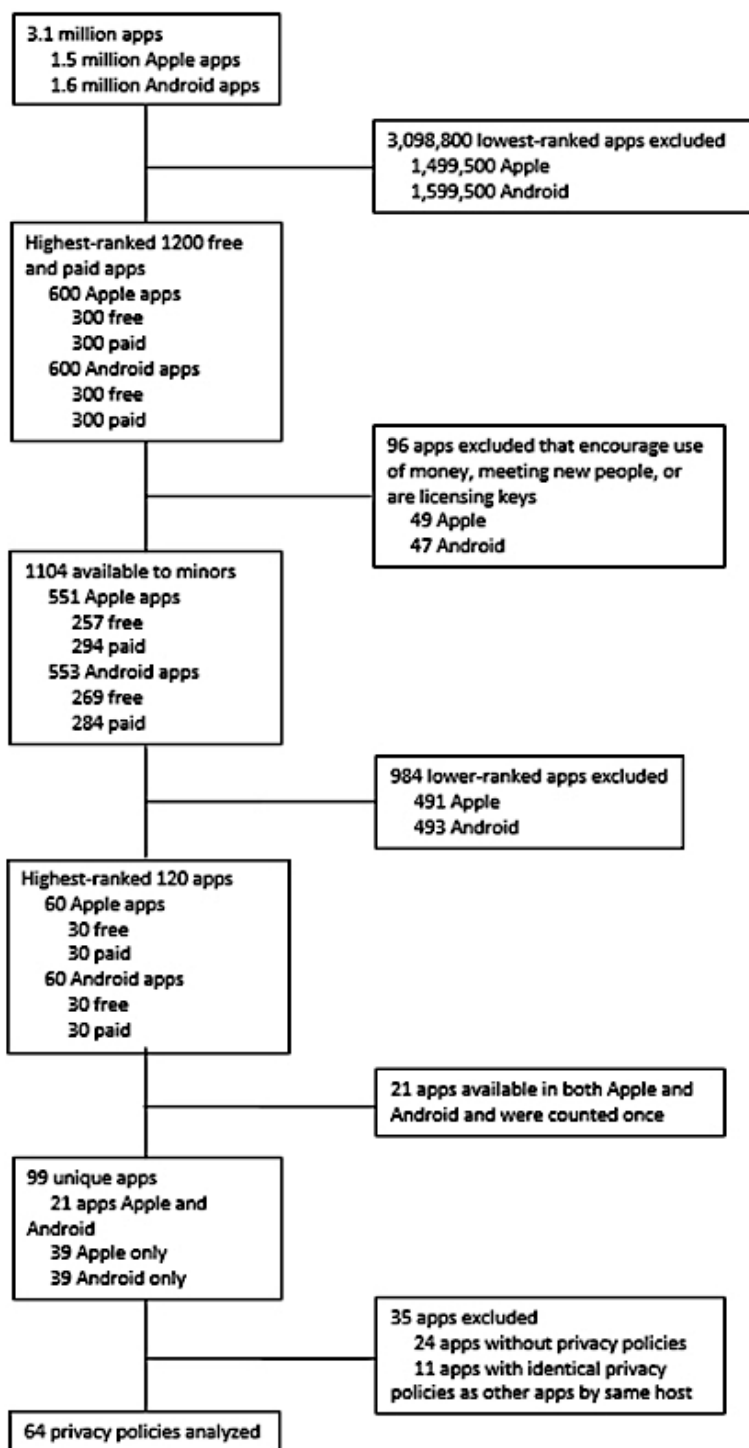 3.1 million apps
1.5 million Apple apps
1.6 million Android apps
3,098,800 lowest-ranked apps excluded
1,499,500 Apple
1,599,500 Android
Highest-ranked 1200 free
and paid apps
600 Apple apps
300 free
300 paid
600 Android apps
300 free
300 paid
96 apps excluded that encourage use
of money, meeting new people, or
are licensing keys
49 Apple
47 Android
1104 available to minors
551 Apple apps
257 free
294 paid
553 Android apps
269 free
284 paid
984 lower-ranked apps excluded
491 Apple
493 Android
Highest-ranked 120 apps
60 Apple apps
30 free
30 paid
60 Android apps
30 free
30 paid
21 apps available in both Apple and
Android and were counted once
99 unique apps
21 apps Apple and
Android
39 Apple only
39 Android only
35 apps excluded
24 apps without privacy policies
11 apps with identical privacy
policies as other apps by same host
64 privacy policies analyzed